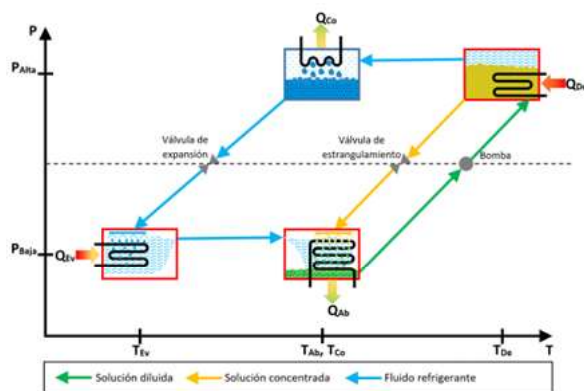 P
Q_Co
P_Alta
Q_De
Válvula de
expansión
Válvula de
estrangulamiento
Bomba
P_Baja
Q_Ev
Q_Ab
T_Ev
T_Ab, T_Co
T_De
T
Solución diluida
Solución concentrada
Fluido refrigerante